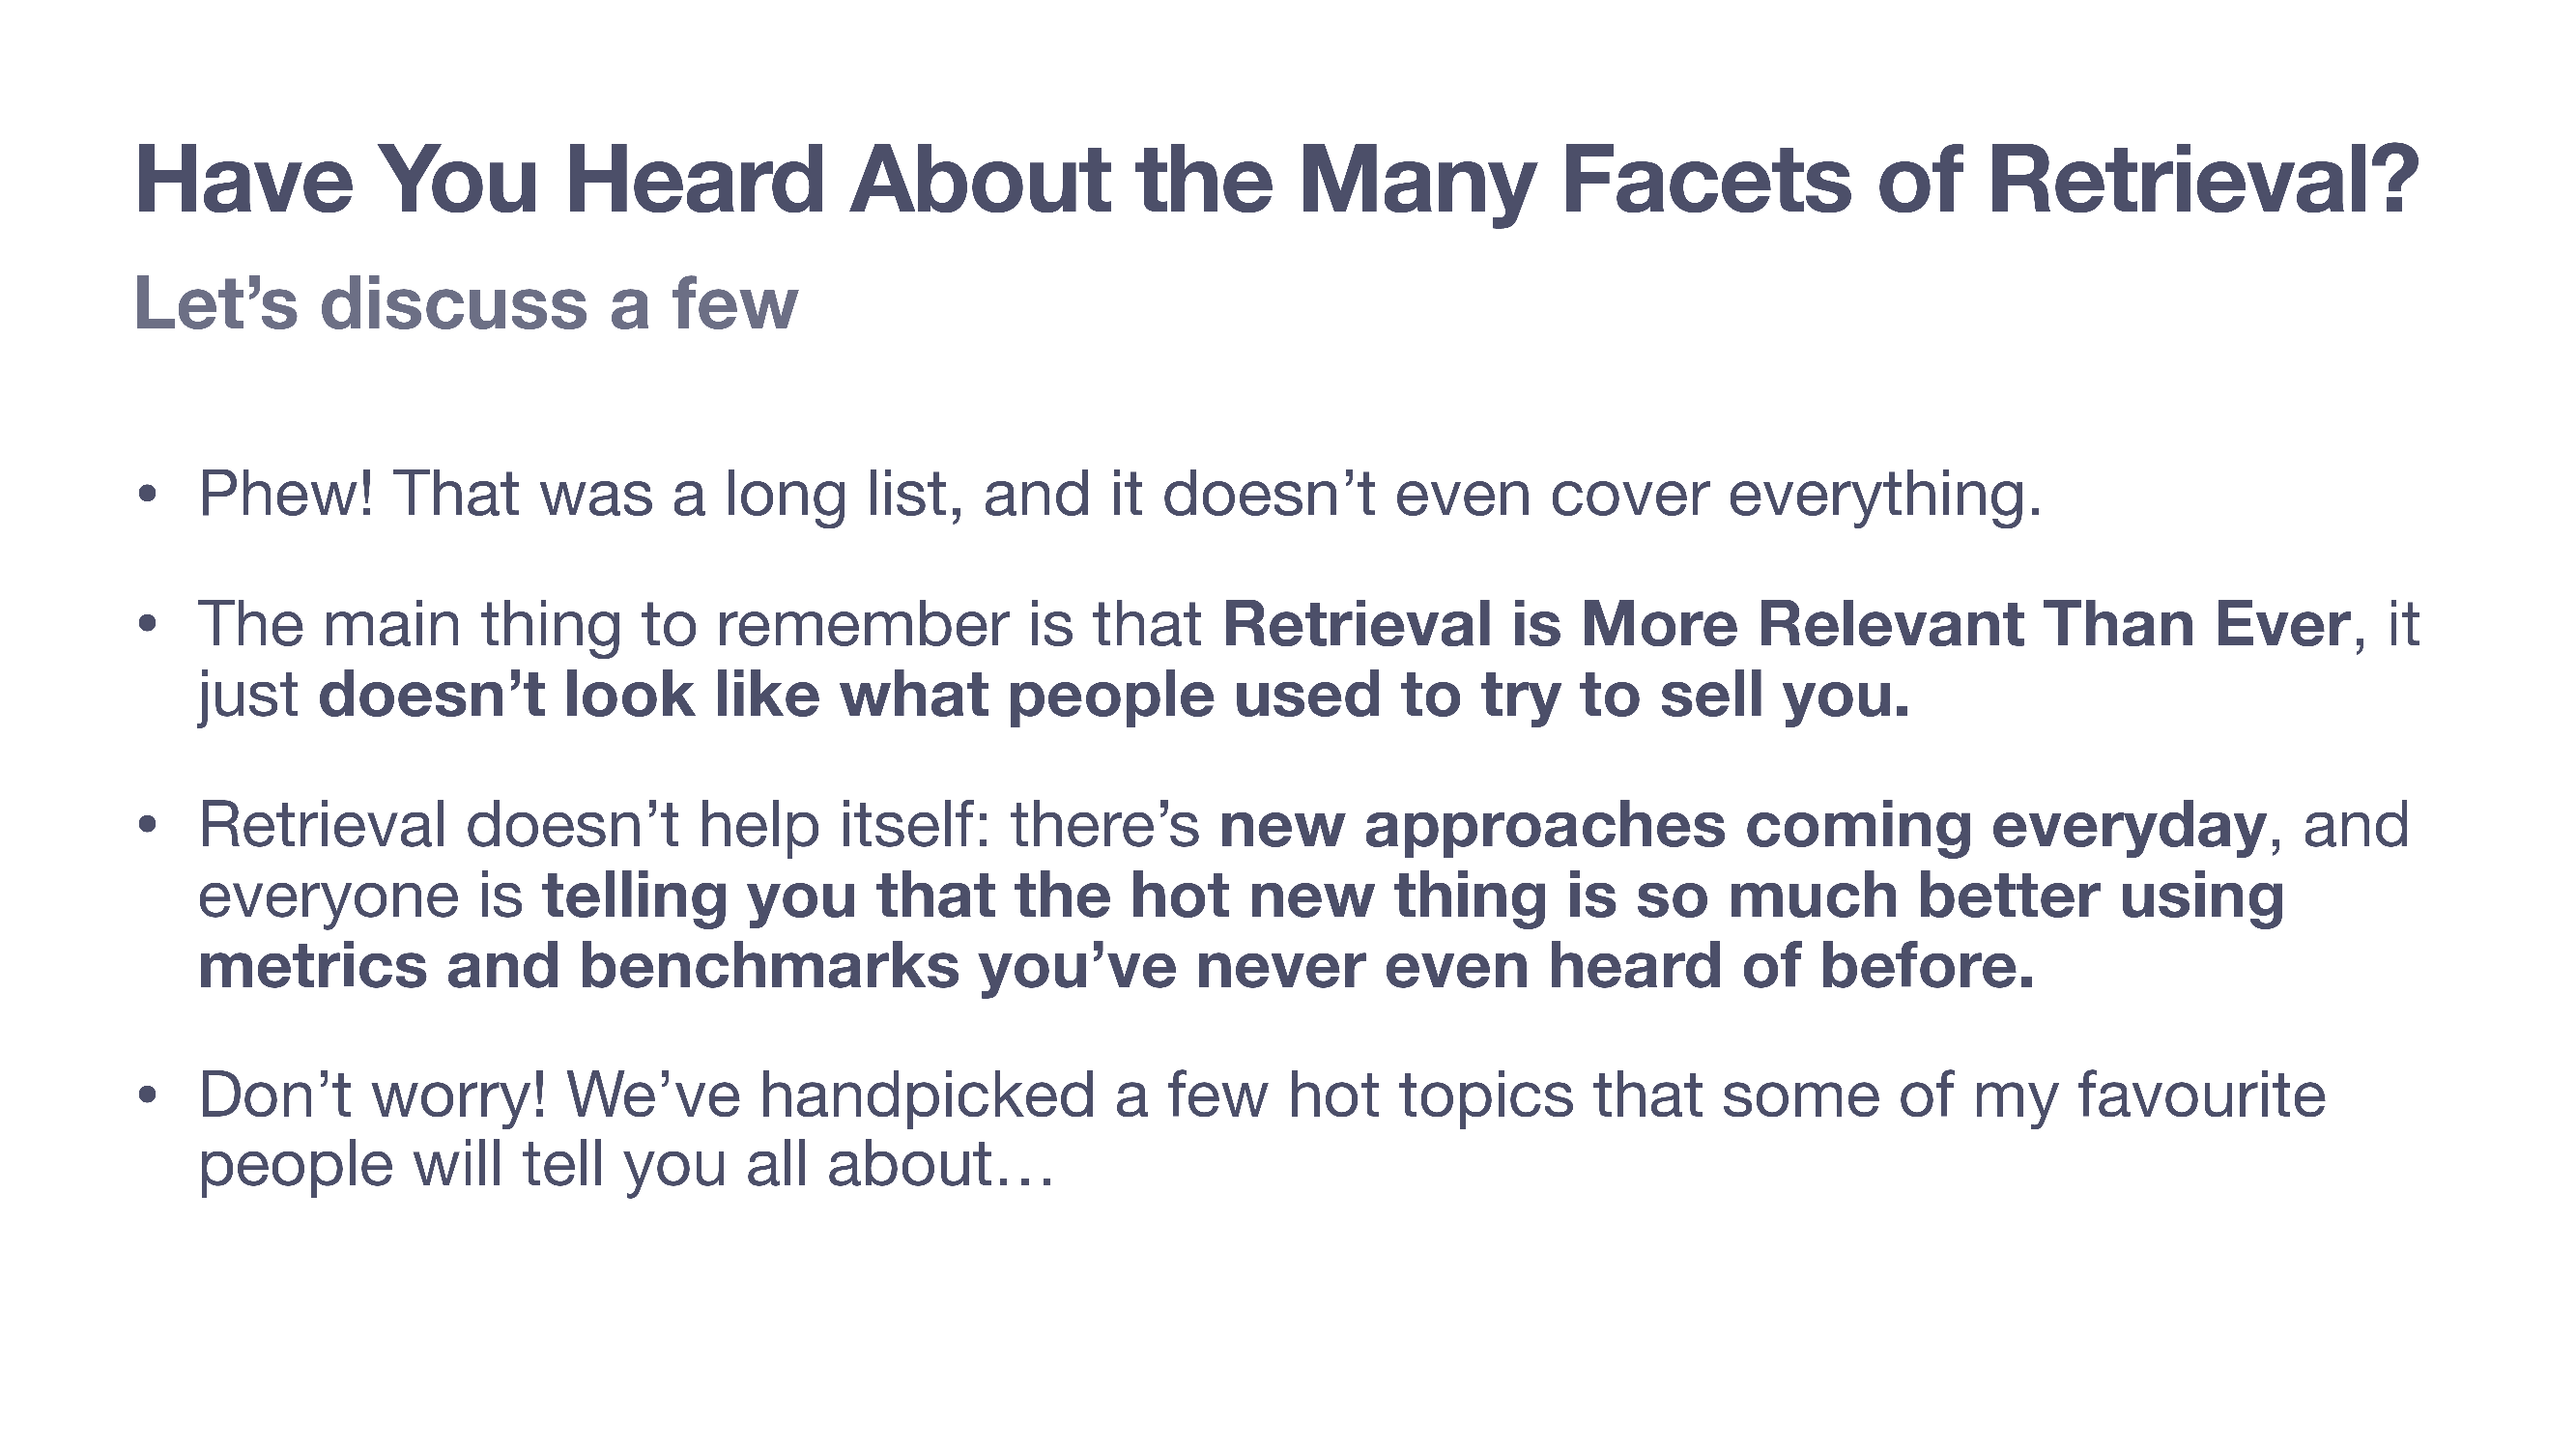 Have You Heard About the Many Facets of Retrieval?
Let’s discuss a few
• Phew! That was a long list, and it doesn’t even cover everything.
• The main thing to remember is that Retrieval is More Relevant Than Ever, it
just doesn’t look like what people used to try to sell you.
• Retrieval doesn’t help itself: there’s new approaches coming everyday, and
everyone is telling you that the hot new thing is so much better using
metrics and benchmarks you’ve never even heard of before.
• Don’t worry! We’ve handpicked a few hot topics that some of my favourite
people will tell you all about…